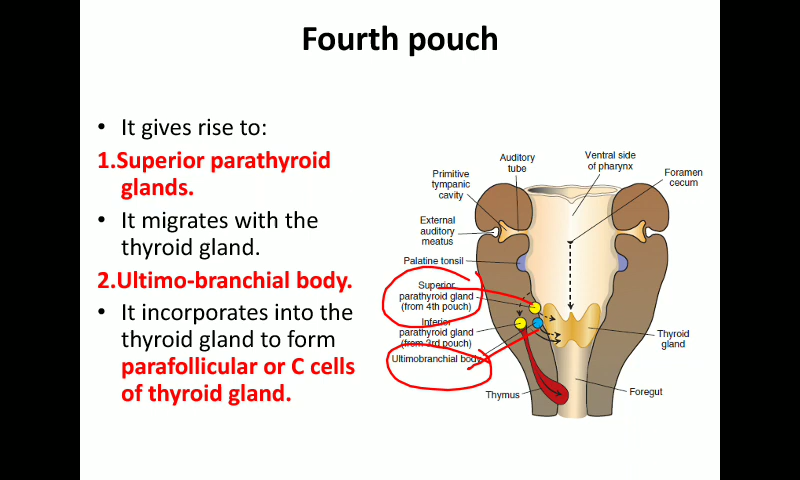 Fourth pouch
• It gives rise to:
1.Superior parathyroid
glands.
• It migrates with the
thyroid gland.
2.Ultimo-branchial body.
• It incorporates into the
thyroid gland to form
parafollicular or C cells
of thyroid gland.
Auditory
tube
Ventral side
of pharynx
Foramen
cecum
Primitive
tympanic
cavity
External
auditory
meatus
Palatine tonsil
Superior
parathyroid gland
(from 4th pouch)
Inferior
parathyroid gland
(from 3rd pouch)
Ultimobranchial body
Thyroid
gland
Thymus
Foregut